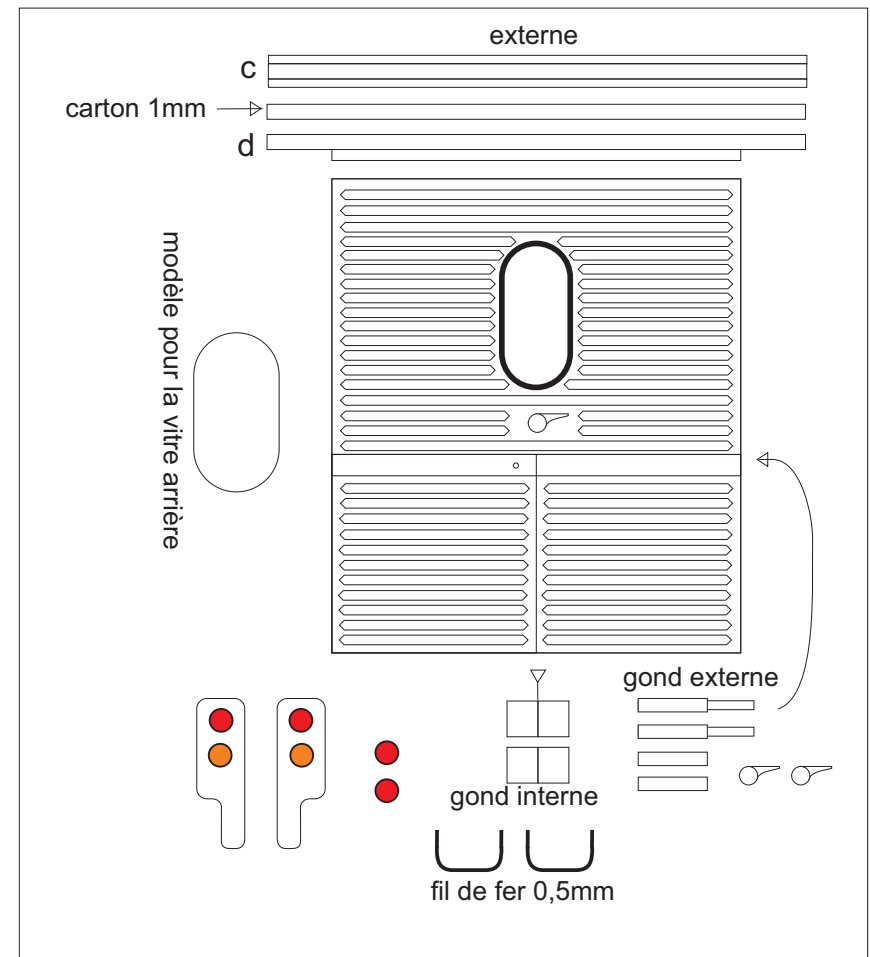 externe
c
carton 1mm
d
modèle pour la vitre arrière
gond externe
gond interne
fil de fer 0,5mm